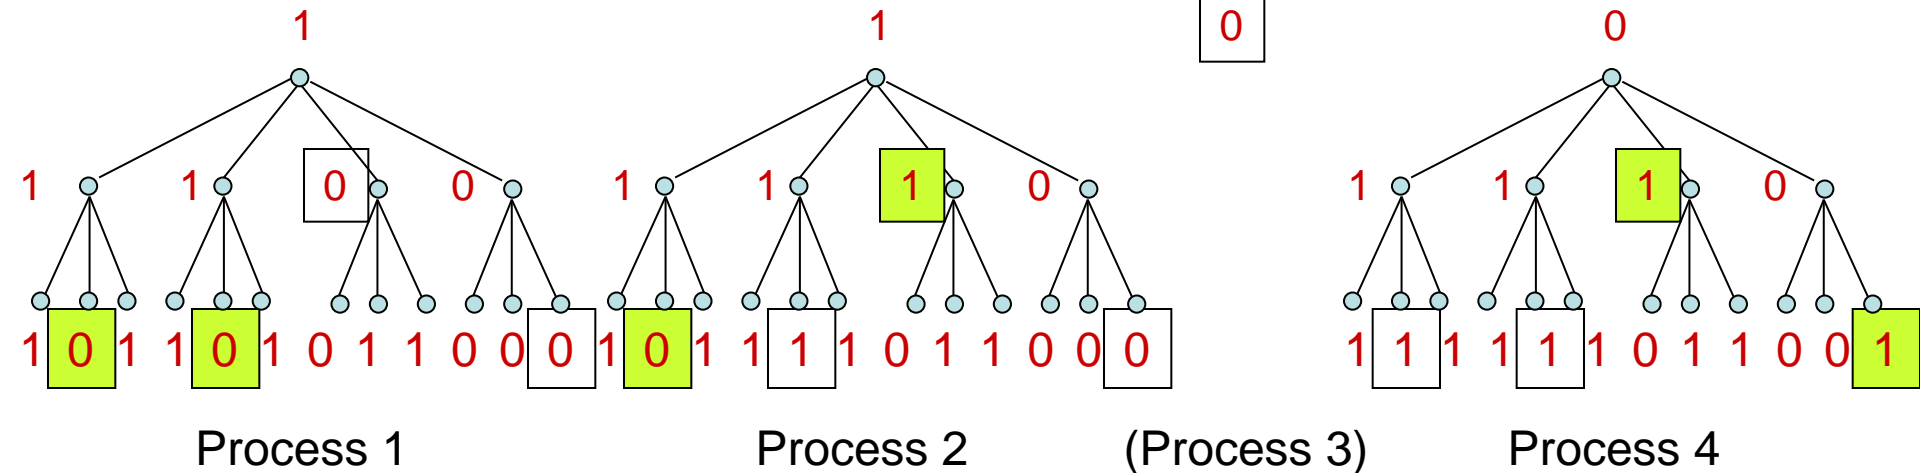 1 1 0 0
1 1 0 0 1 1 1 0 1 1 1 0
1 0 1 1 0 1 0 1 1 0 0 0 1 0 1 1 1 1 0 1 1 0 0 0 1 1 1 1 1 1 0 1 1 0 0 1
Process 1 Process 2 (Process 3) Process 4